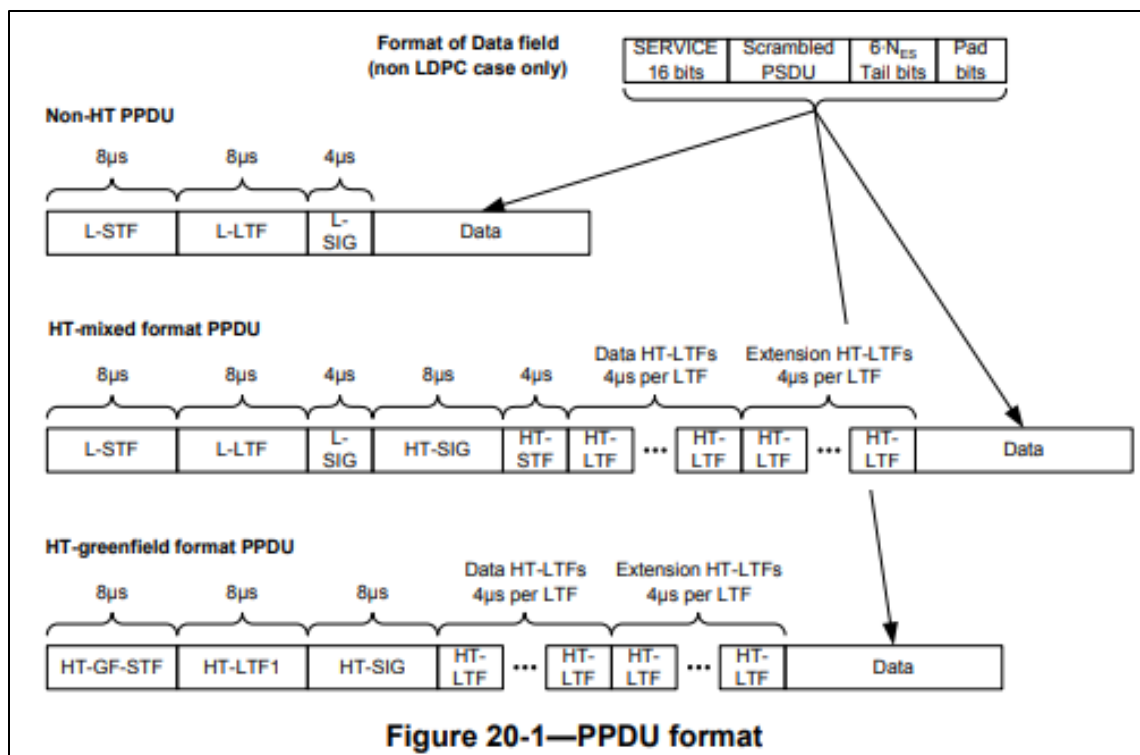 Format of Data field
(non LDPC case only)
SERVICE
16 bits
Scrambled
PSDU
6·NES
Tail bits
Pad
bits
Non-HT PPDU
8µs
8µs
4µs
L-STF
L-LTF
L-
SIG
Data
HT-mixed format PPDU
Data HT-LTFs
4µs per LTF
Extension HT-LTFs
4µs per LTF
8µs
8µs
4µs
8µs
4µs
L-STF
L-LTF
L-
SIG
HT-SIG
HT-
STF
HT-
LTF
•••
HT-
LTF
HT-
LTF
•••
HT-
LTF
Data
HT-greenfield format PPDU
Data HT-LTFs
4µs per LTF
Extension HT-LTFs
4µs per LTF
8µs
8µs
8µs
HT-GF-STF
HT-LTF1
HT-SIG
HT-
LTF
•••
HT-
LTF
HT-
LTF
•••
HT-
LTF
Data
Figure 20-1—PPDU format